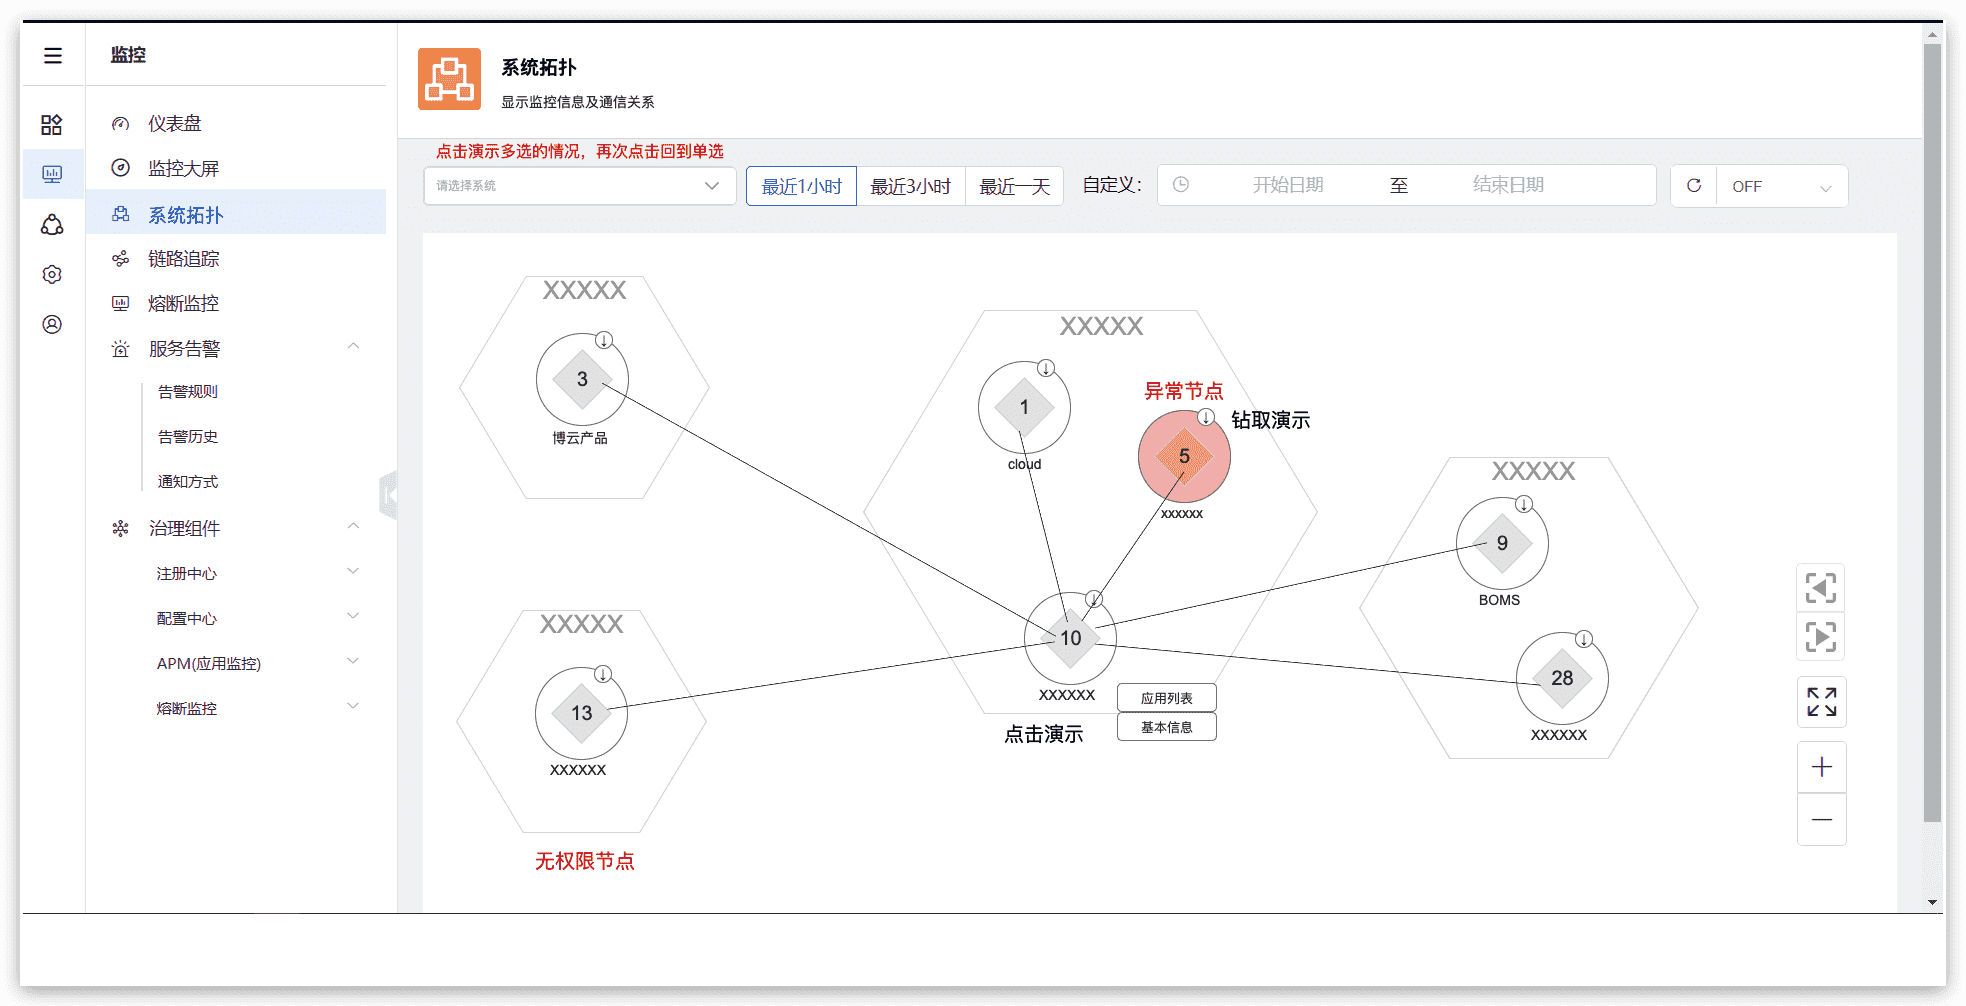 监控
仪表盘
监控大屏
系统拓扑
链路追踪
熔断监控
服务告警
告警规则
告警历史
通知方式
治理组件
注册中心
配置中心
APM(应用监控)
熔断监控
系统拓扑
显示监控信息及通信关系
点击演示多选的情况，再次点击回到单选
请选择系统
最近1小时
最近3小时
最近一天
自定义：
开始日期
至
结束日期
OFF
XXXXX
3
博云产品
XXXXX
1
cloud
异常节点
钻取演示
5
xxxxxx
10
XXXXXX
应用列表
基本信息
点击演示
XXXXX
9
BOMS
28
XXXXXX
XXXXX
13
XXXXXX
无权限节点